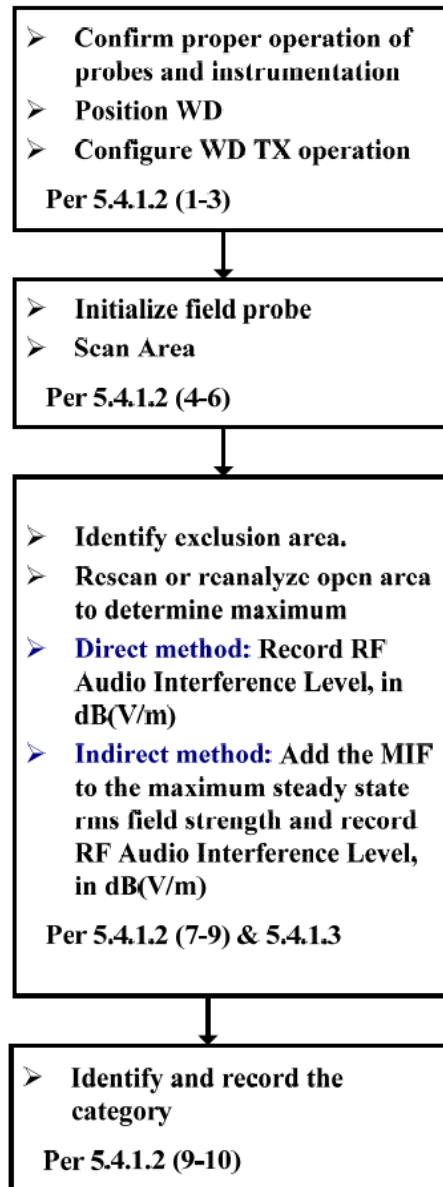 ➢ Confirm proper operation of
probes and instrumentation
➢ Position WD
➢ Configure WD TX operation
Per 5.4.1.2 (1-3)
➢ Initialize field probe
➢ Scan Area
Per 5.4.1.2 (4-6)
➢ Identify exclusion area.
➢ Rescan or reanalyze open area
to determine maximum
➢ Direct method: Record RF
Audio Interference Level, in
dB(V/m)
➢ Indirect method: Add the MIF
to the maximum steady state
rms field strength and record
RF Audio Interference Level,
in dB(V/m)
Per 5.4.1.2 (7-9) & 5.4.1.3
➢ Identify and record the
category
Per 5.4.1.2 (9-10)